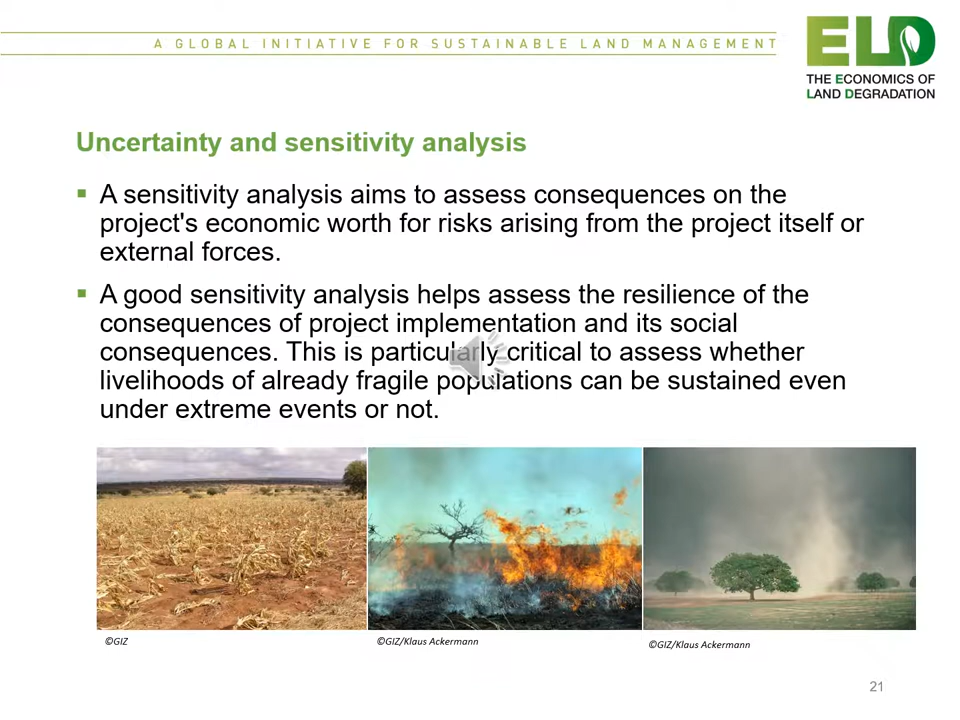 A GLOBAL INITIATIVE FOR SUSTAINABLE LAND MANAGEMENT
ELD
THE ECONOMICS OF
LAND DEGRADATION
Uncertainty and sensitivity analysis
A sensitivity analysis aims to assess consequences on the
project's economic worth for risks arising from the project itself or
external forces.
A good sensitivity analysis helps assess the resilience of the
consequences of project implementation and its social
consequences. This is particularly critical to assess whether
livelihoods of already fragile populations can be sustained even
under extreme events or not.
©GIZ
©GIZ/Klaus Ackermann
©GIZ/Klaus Ackermann
21